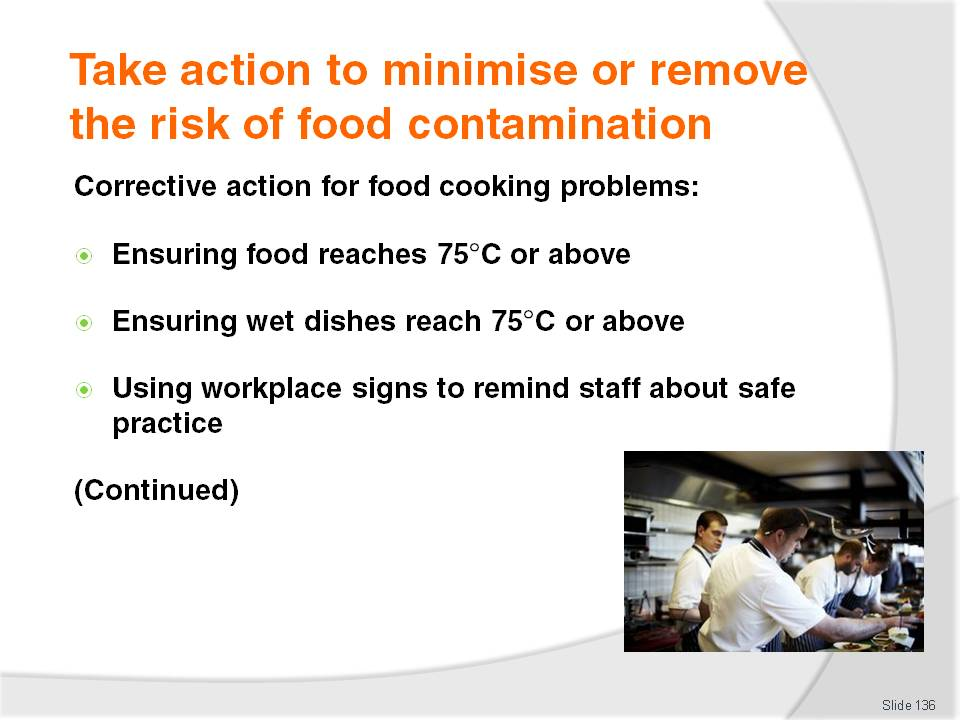 Take action to minimise or remove
the risk of food contamination
Corrective action for food cooking problems:
Ensuring food reaches 75°C or above
Ensuring wet dishes reach 75°C or above
Using workplace signs to remind staff about safe
practice
(Continued)
Slide 136